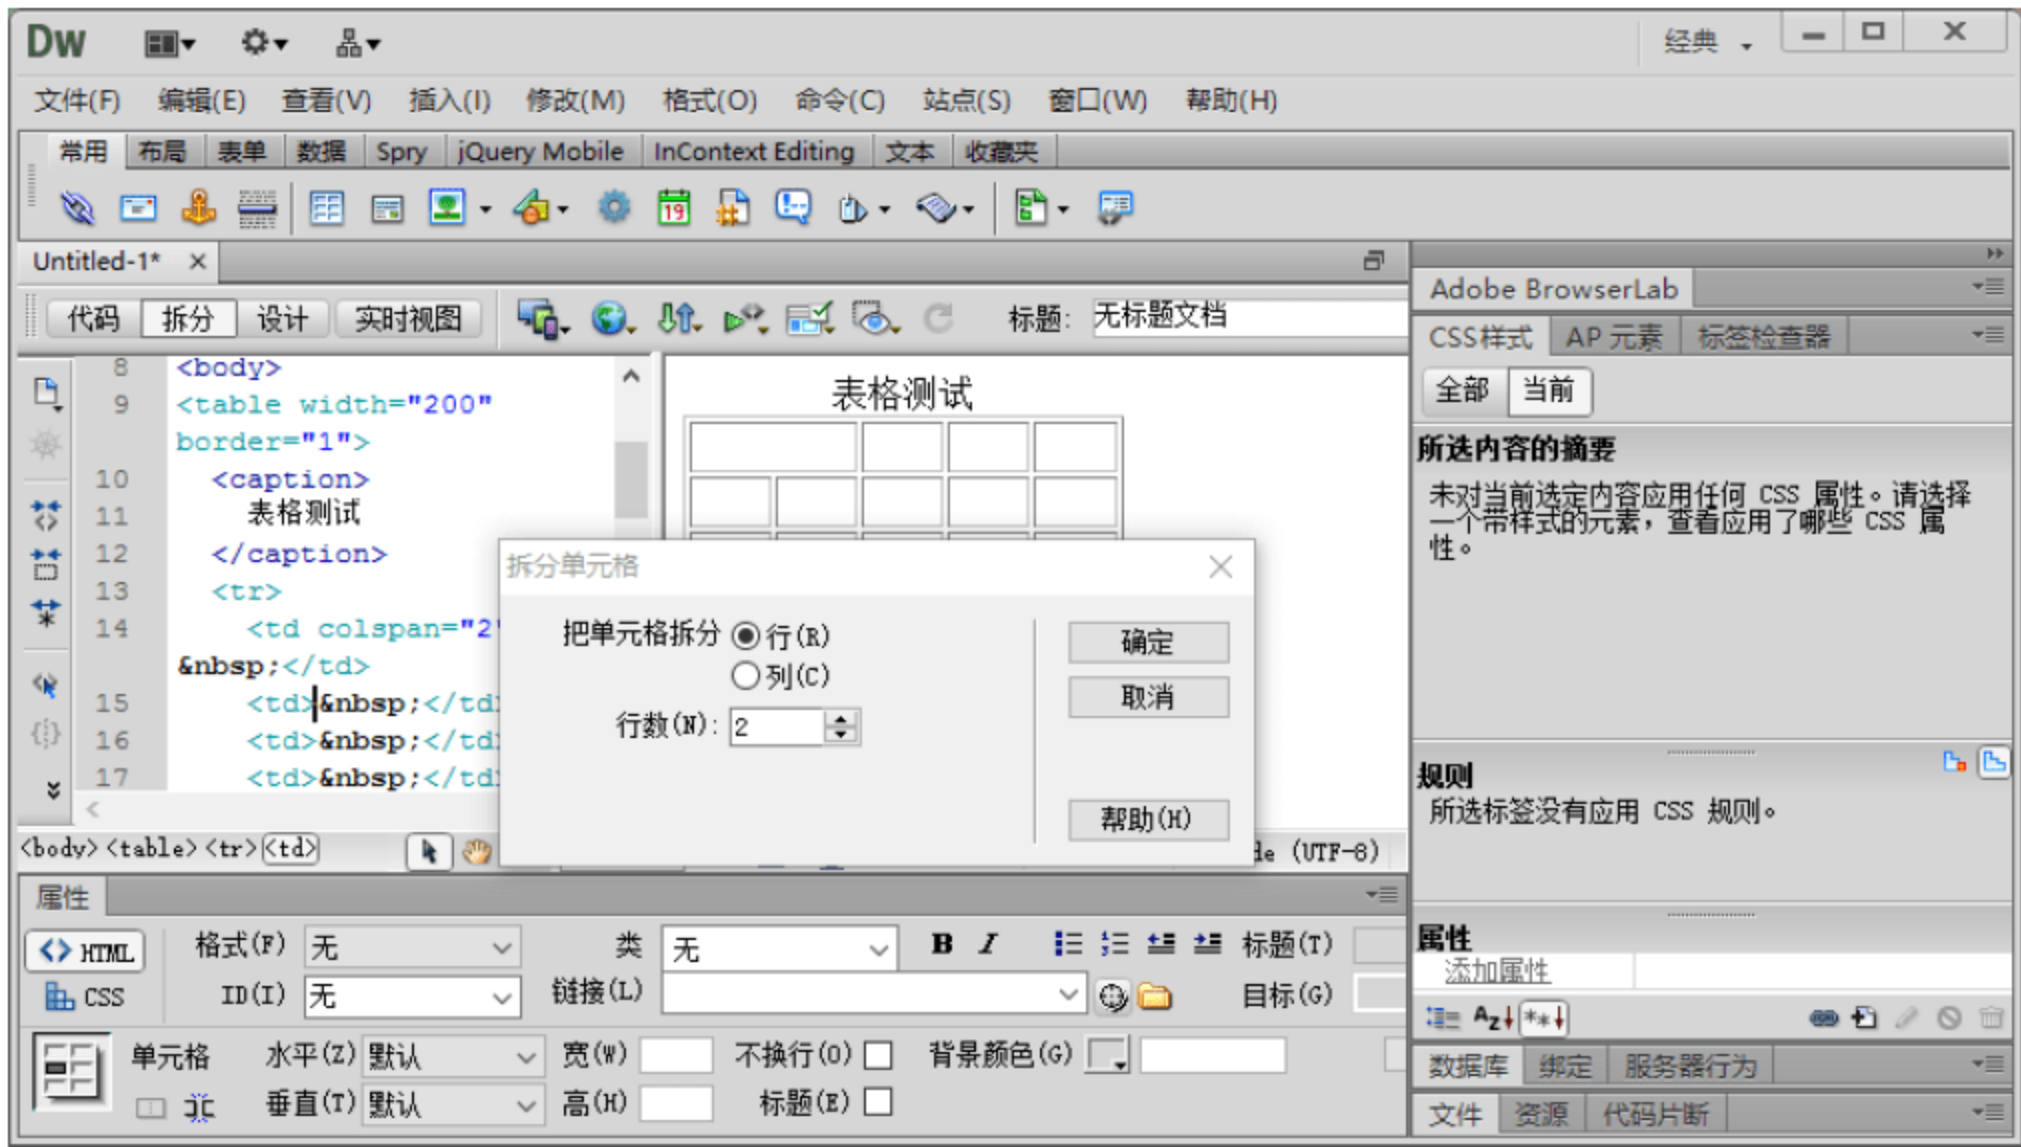 Dw
经典
文件(F) 编辑(E) 查看(V) 插入(I) 修改(M) 格式(O) 命令(C) 站点(S) 窗口(W) 帮助(H)
常用 布局 表单 数据 Spry jQuery Mobile InContext Editing 文本 收藏夹
19
Untitled-1*
代码 拆分 设计 实时视图 标题: 无标题文档
8 <body>
9 <table width="200"
border="1">
10 <caption>
11 表格测试
12 </caption>
13 <tr>
14 <td colspan="2"
&nbsp;</td>
15 <td>&nbsp;</td>
16 <td>&nbsp;</td>
17 <td>&nbsp;</td>
表格测试
拆分单元格
把单元格拆分 行(R)
列(C)
行数(N): 2
确定
取消
帮助(H)
<body> <table> <tr> <td>
(UTF-8)
属性
HTML
CSS
格式(F) 无 类 无 B I 标题(T)
ID(I) 无 链接(L) 目标(G)
单元格 水平(Z) 默认 宽(W) 不换行(O) 背景颜色(G)
垂直(T) 默认 高(H) 标题(E)
Adobe BrowserLab
CSS样式 AP 元素 标签检查器
全部 当前
所选内容的摘要
未对当前选定内容应用任何 CSS 属性。请选择
一个带样式的元素，查看应用了哪些 CSS 属
性。
规则
所选标签没有应用 CSS 规则。
属性
添加属性
数据库 绑定 服务器行为
文件 资源 代码片断